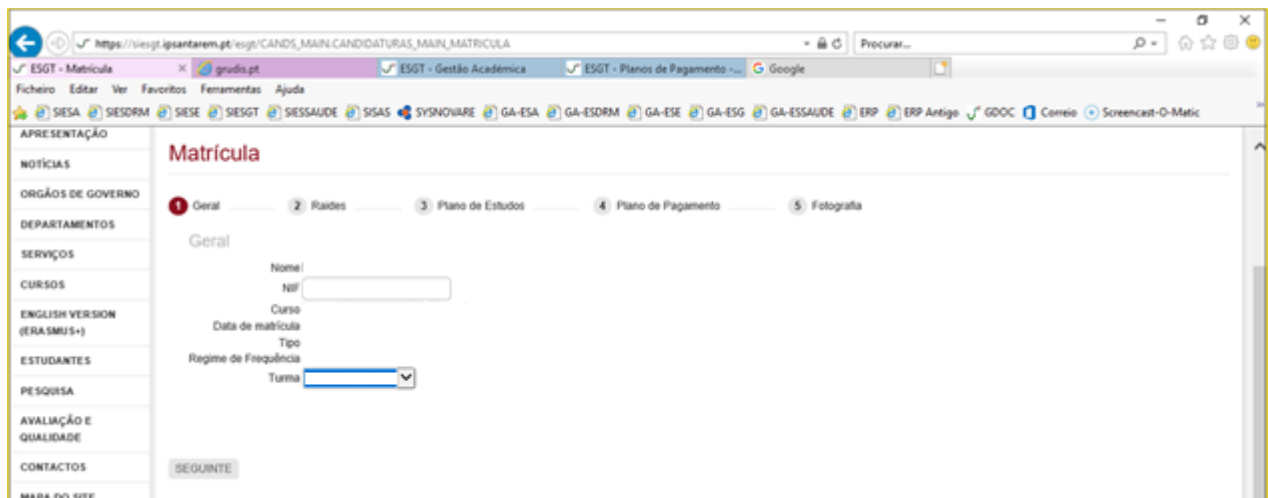 https://siesgt.ipsantarem.pt/esgt/CANDS_MAIN.CANDIDATURAS_MAIN_MATRICULA
Procurar...
ESGT - Matrícula
grudis.pt
ESGT - Gestão Académica
ESGT - Planos de Pagamento -...
Google
Ficheiro Editar Ver Favoritos Ferramentas Ajuda
SIESA SIESDRM SIESE SIESGT SIESSAUDE SISAS SYSNOVARE GA-ESA GA-ESDRM GA-ESE GA-ESG GA-ESSAUDE ERP ERP Antigo GDOC Correio Screencast-O-Matic
APRESENTAÇÃO
NOTÍCIAS
ORGÃOS DE GOVERNO
DEPARTAMENTOS
SERVIÇOS
CURSOS
ENGLISH VERSION
(ERASMUS+)
ESTUDANTES
PESQUISA
AVALIAÇÃO E
QUALIDADE
CONTACTOS
MAPA DO SITE
Matrícula
1 Geral 2 Raides 3 Plano de Estudos 4 Plano de Pagamento 5 Fotografia
Geral
Nome
NIF
Curso
Data de matrícula
Tipo
Regime de Frequência
Turma
SEGUINTE